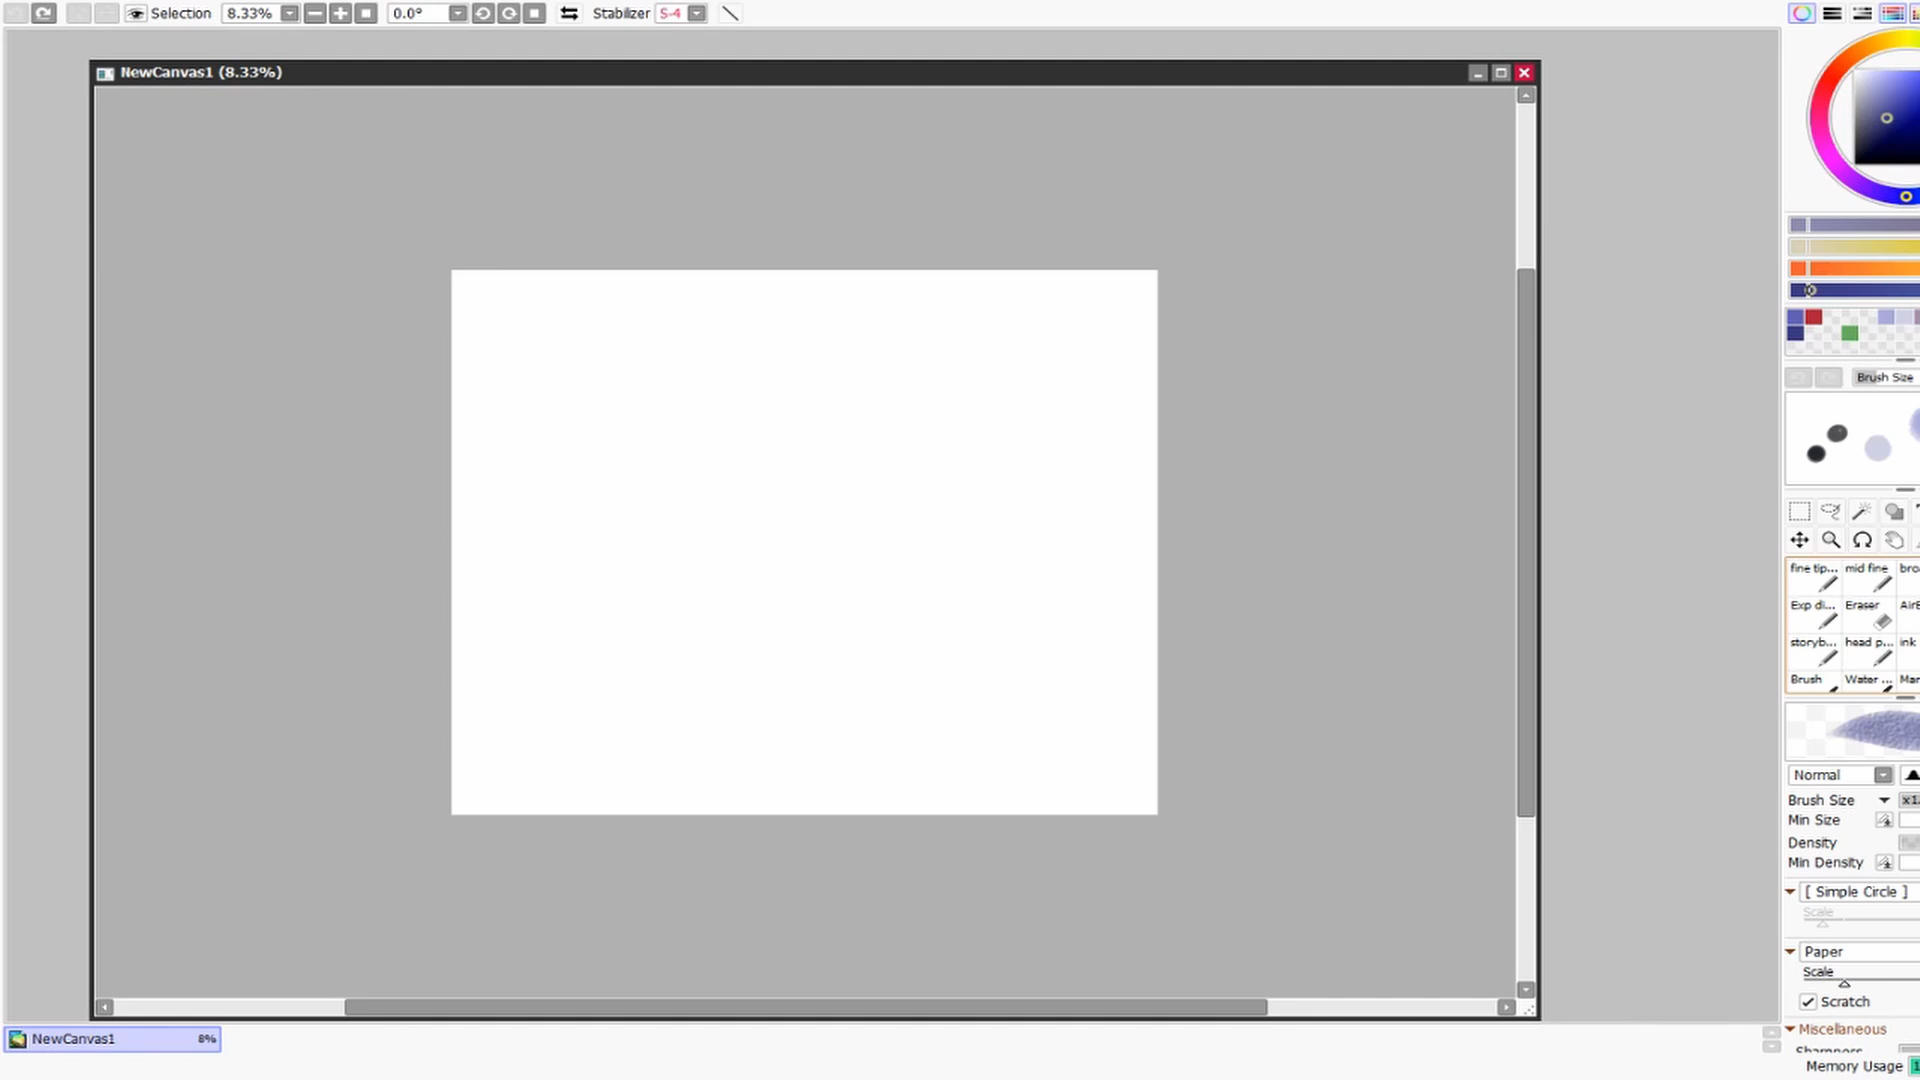 Selection 8.33% 0.0° Stabilizer S-4
NewCanvas1 (8.33%)
Brush Size
fine tip... mid fine
Exp di... Eraser
storyb... head p... ink
Brush Water ...
Normal
Brush Size
Min Size
Density
Min Density
[ Simple Circle ]
Scale
Paper
Scale
Scratch
Miscellaneous
NewCanvas1 8%
Memory Usage